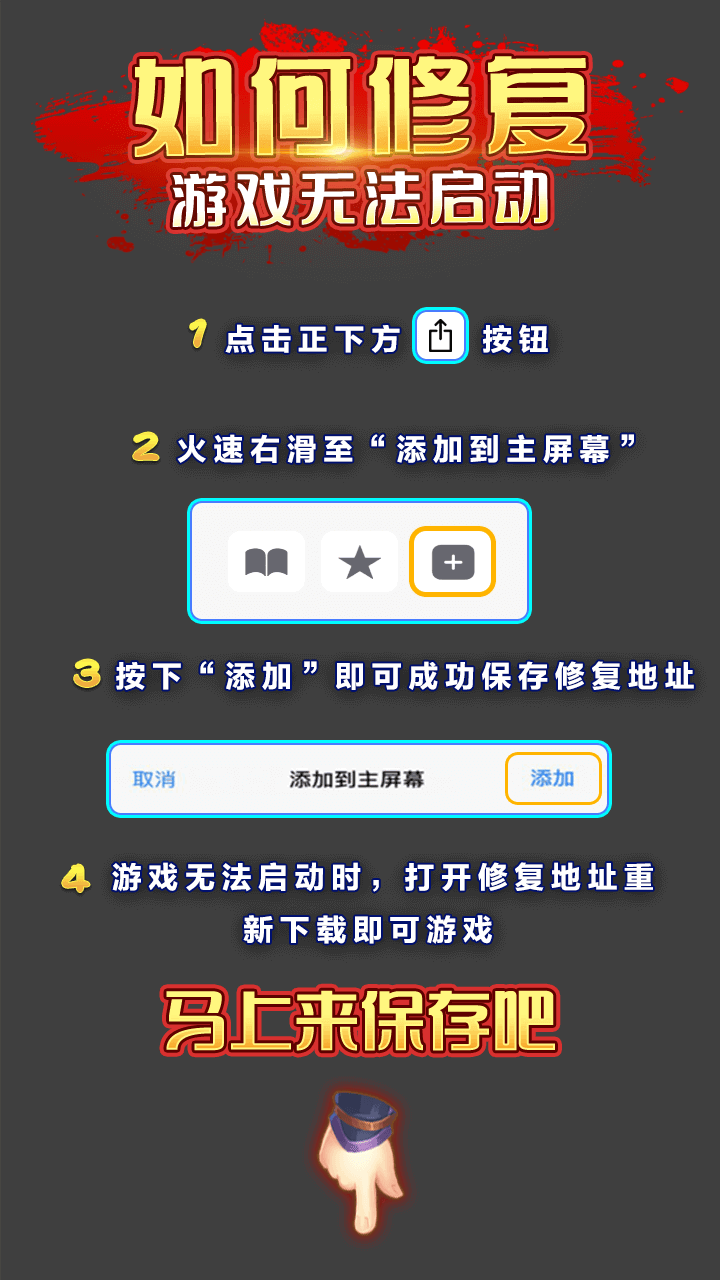 如何修复
游戏无法启动
1 点击正下方 按钮
2 火速右滑至“添加到主屏幕”
3 按下“添加”即可成功保存修复地址
取消 添加到主屏幕 添加
4 游戏无法启动时，打开修复地址重
新下载即可游戏
马上来保存吧